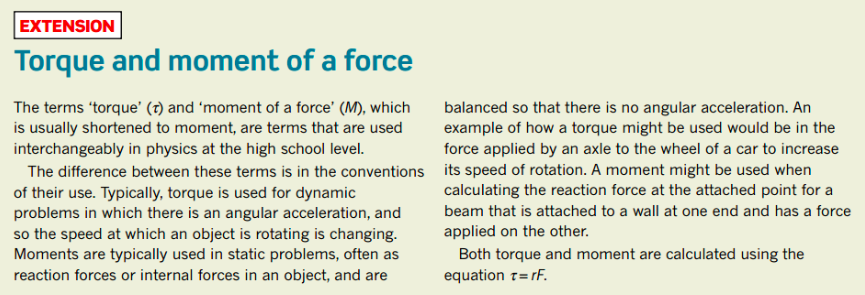 EXTENSION
Torque and moment of a force
The terms ‘torque’ (τ) and ‘moment of a force’ (M), which
is usually shortened to moment, are terms that are used
interchangeably in physics at the high school level.
The difference between these terms is in the conventions
of their use. Typically, torque is used for dynamic
problems in which there is an angular acceleration, and
so the speed at which an object is rotating is changing.
Moments are typically used in static problems, often as
reaction forces or internal forces in an object, and are
balanced so that there is no angular acceleration. An
example of how a torque might be used would be in the
force applied by an axle to the wheel of a car to increase
its speed of rotation. A moment might be used when
calculating the reaction force at the attached point for a
beam that is attached to a wall at one end and has a force
applied on the other.
Both torque and moment are calculated using the
equation τ = rF.